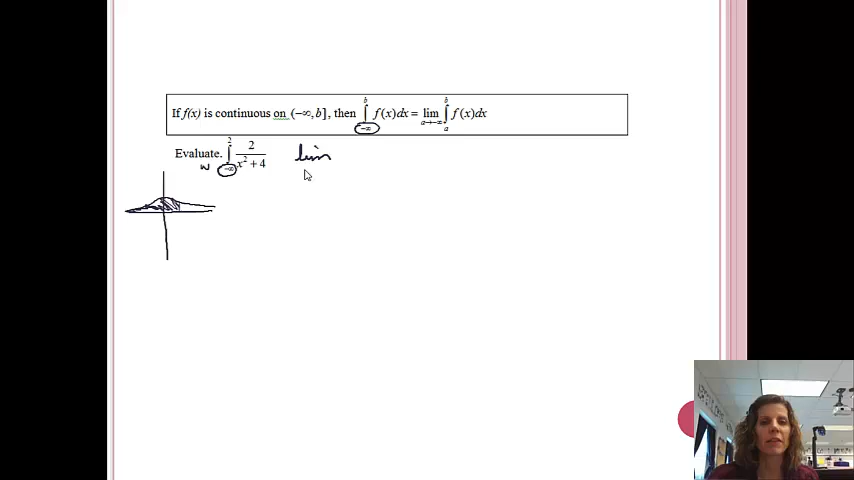 If f(x) is continuous on (−∞, b], then ∫_{−∞}^{b} f(x)dx = lim_{a→−∞} ∫_{a}^{b} f(x)dx
Evaluate. ∫_{−∞}^{2} 2/(x² + 4) lim